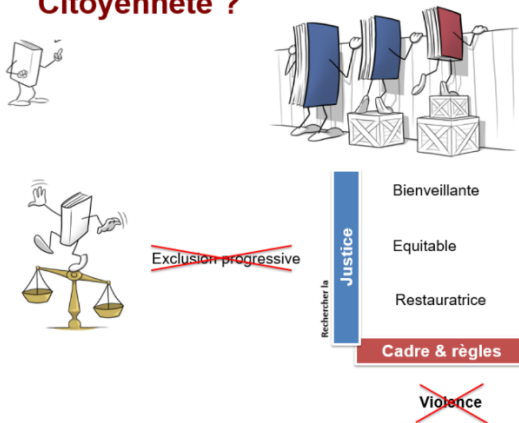 Citoyenneté ?
Bienveillante
Exclusion progressive
Rechercher la
Justice
Equitable
Restauratrice
Cadre & règles
Violence